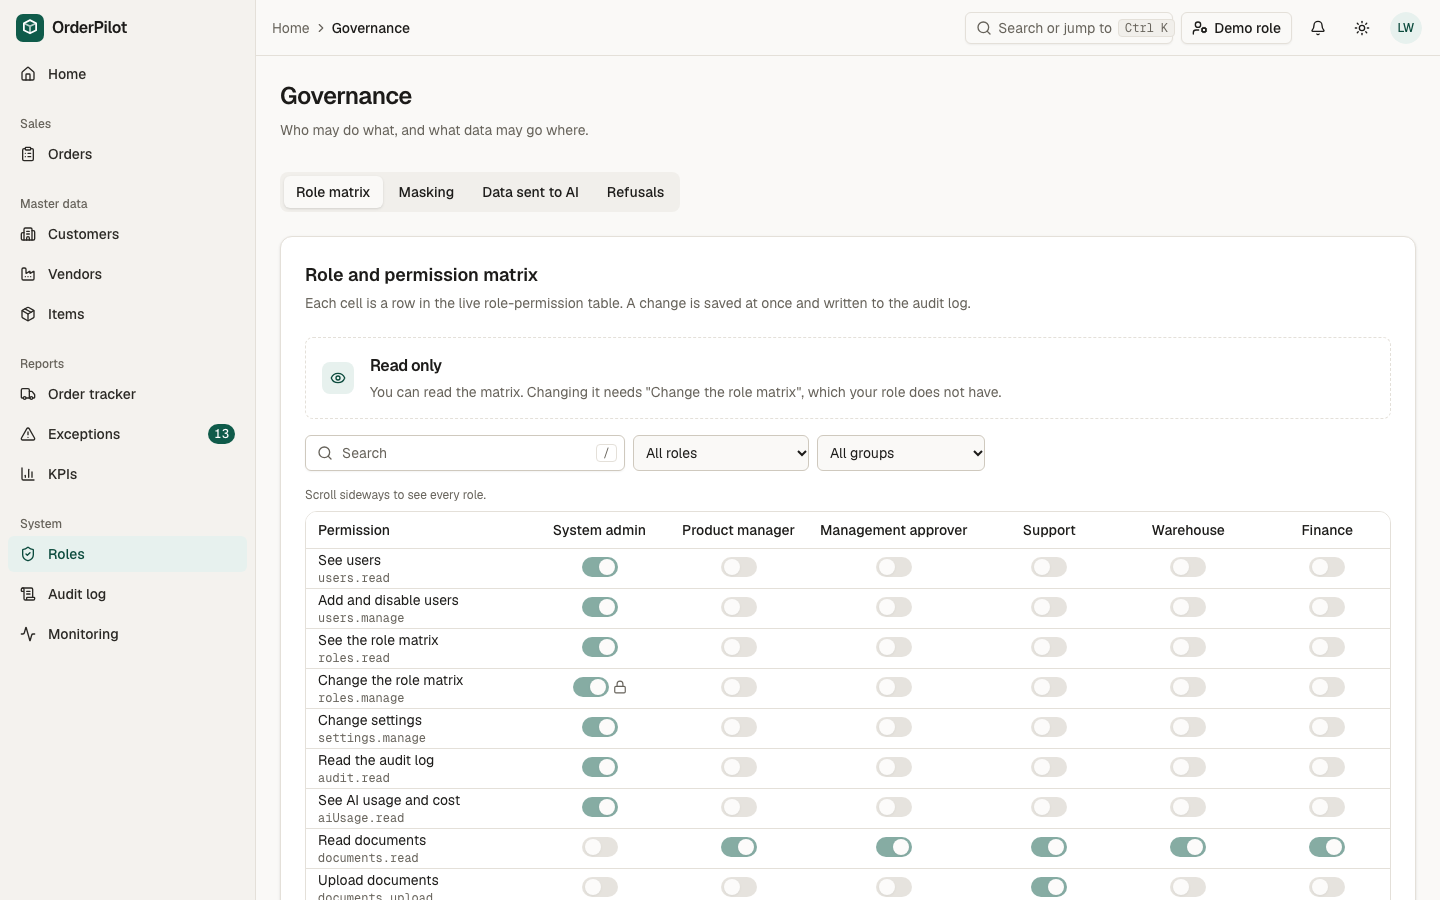 OrderPilot
Home
Sales
Orders
Master data
Customers
Vendors
Items
Reports
Order tracker
Exceptions 13
KPIs
System
Roles
Audit log
Monitoring
Home > Governance
Search or jump to Ctrl K
Demo role
LW
Governance
Who may do what, and what data may go where.
Role matrix Masking Data sent to AI Refusals
Role and permission matrix
Each cell is a row in the live role-permission table. A change is saved at once and written to the audit log.
Read only
You can read the matrix. Changing it needs "Change the role matrix", which your role does not have.
Search / All roles All groups
Scroll sideways to see every role.
Permission System admin Product manager Management approver Support Warehouse Finance
See users
users.read
Add and disable users
users.manage
See the role matrix
roles.read
Change the role matrix
roles.manage
Change settings
settings.manage
Read the audit log
audit.read
See AI usage and cost
aiUsage.read
Read documents
documents.read
Upload documents
documents.upload